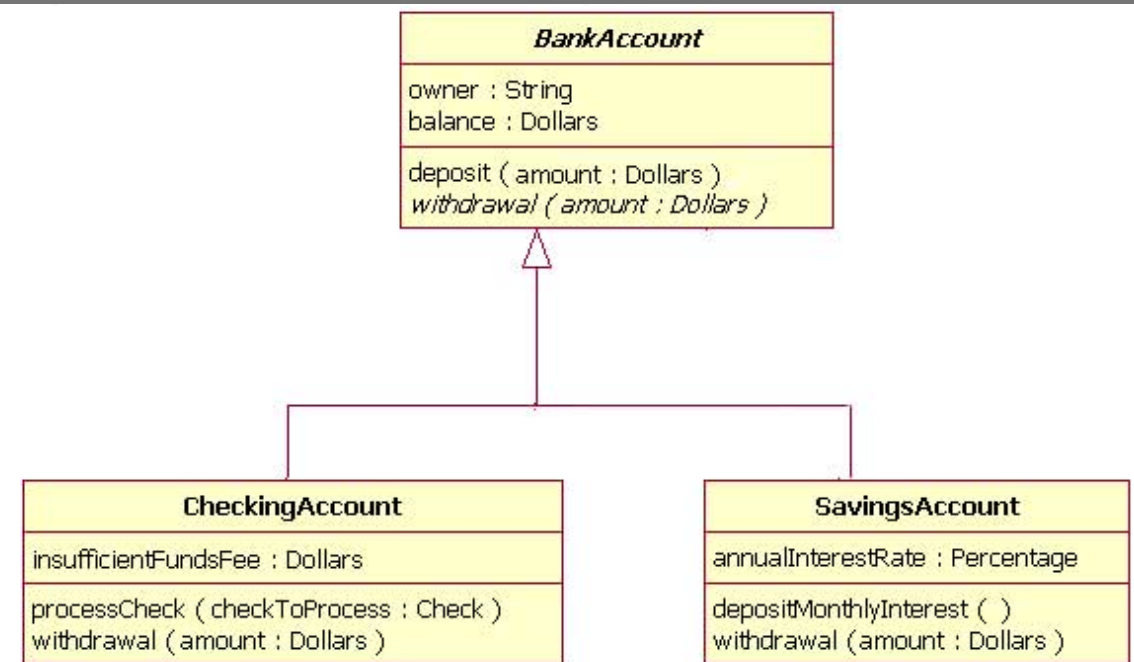 BankAccount
owner : String
balance : Dollars
deposit ( amount : Dollars )
withdrawal ( amount : Dollars )
CheckingAccount
insufficientFundsFee : Dollars
processCheck ( checkToProcess : Check )
withdrawal ( amount : Dollars )
SavingsAccount
annualInterestRate : Percentage
depositMonthlyInterest ( )
withdrawal ( amount : Dollars )